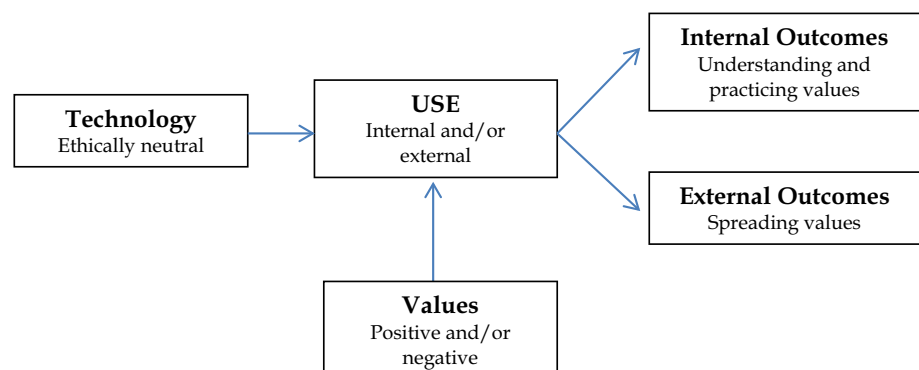 Technology
Ethically neutral
USE
Internal and/or
external
Values
Positive and/or
negative
Internal Outcomes
Understanding and
practicing values
External Outcomes
Spreading values